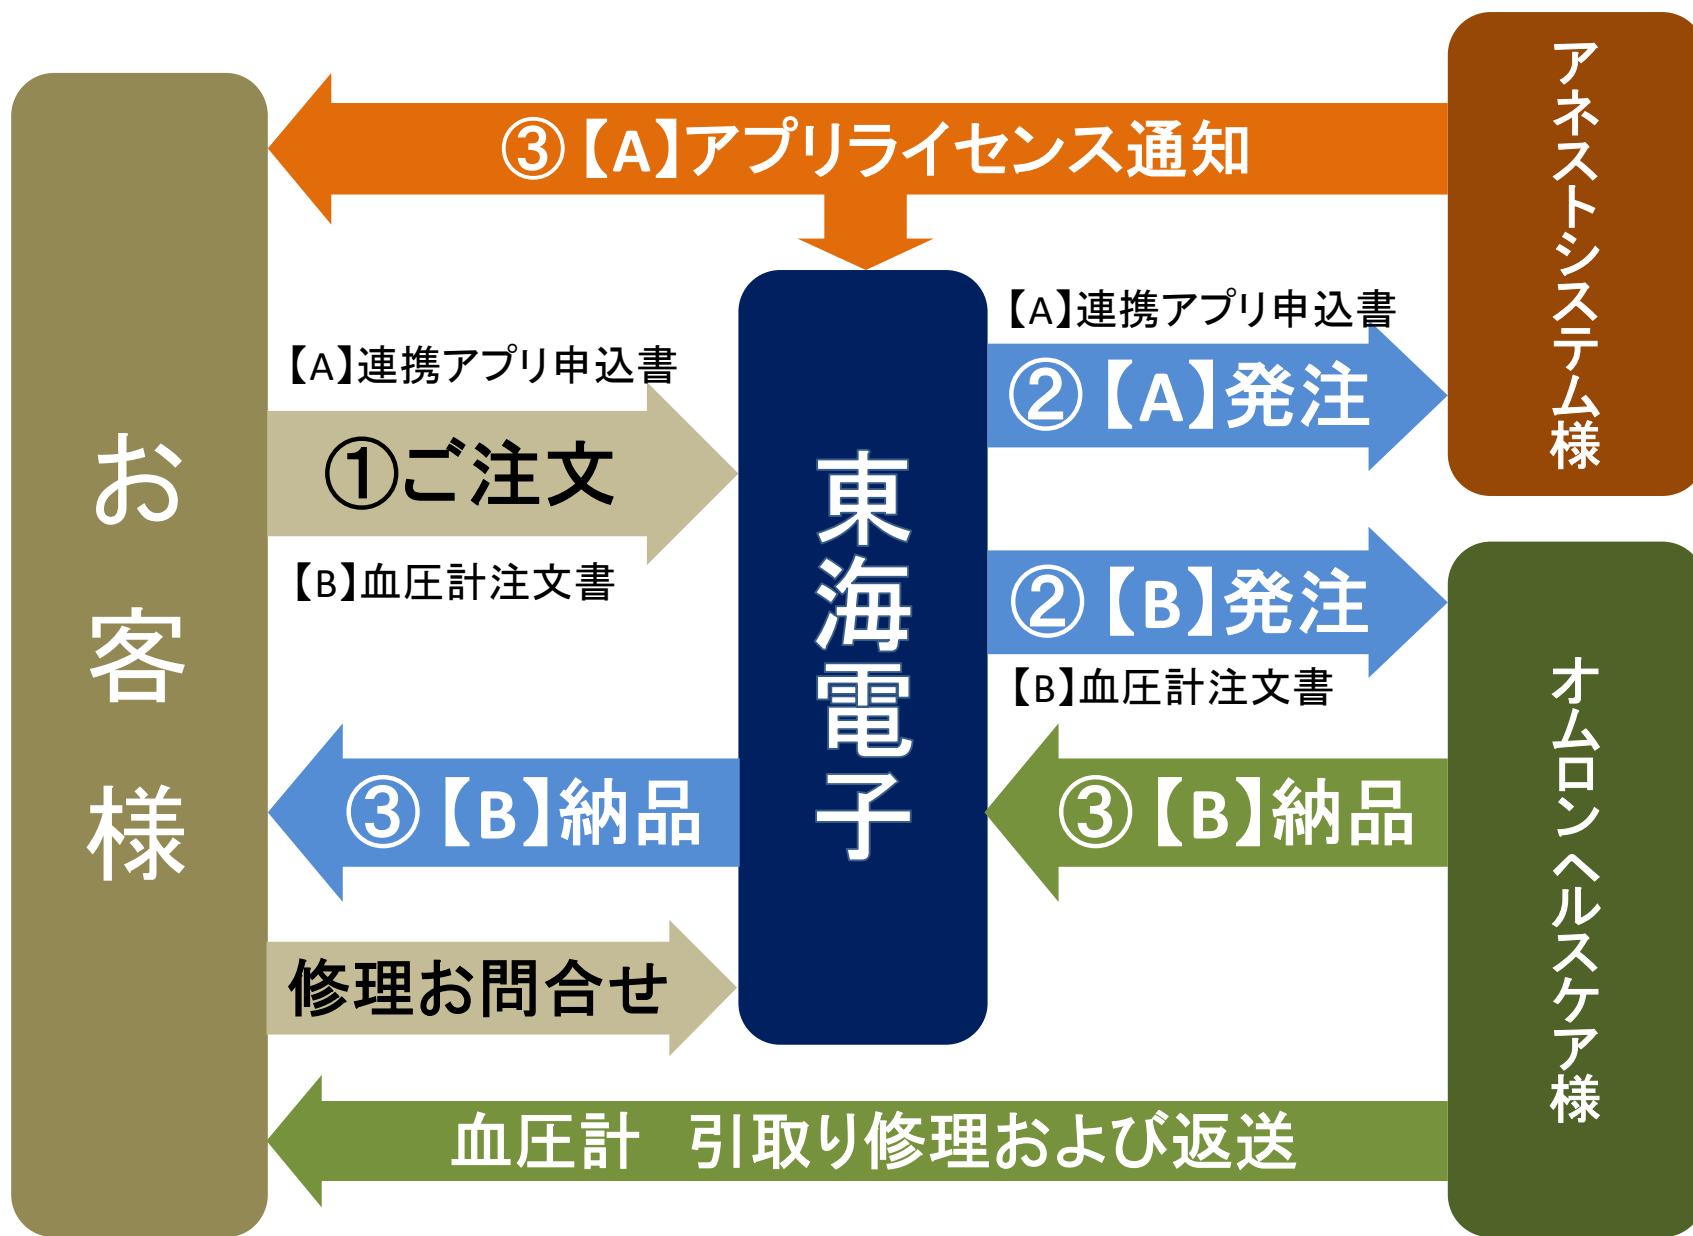 ③【A】アプリライセンス通知
アネストシステム様
お客様
【A】連携アプリ申込書
①ご注文
【B】血圧計注文書
東海電子
【A】連携アプリ申込書
②【A】発注
②【B】発注
【B】血圧計注文書
オムロン ヘルスケア様
③【B】納品
③【B】納品
修理お問合せ
血圧計　引取り修理および返送